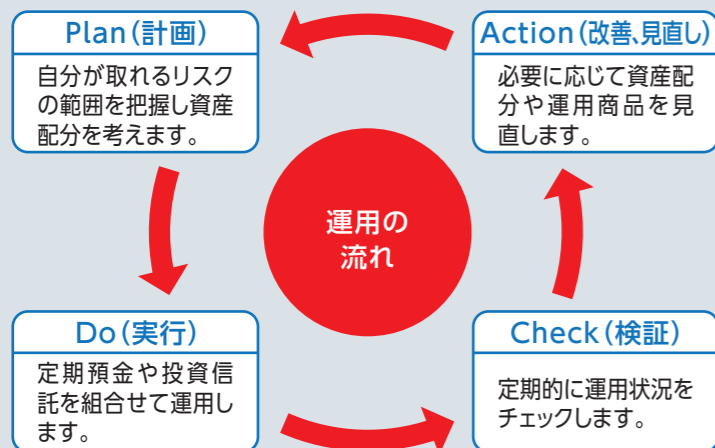 Plan(計画)
自分が取れるリスク
の範囲を把握し資産
配分を考えます。
Action(改善、見直し)
必要に応じて資産配
分や運用商品を見
直します。
運用の
流れ
Do(実行)
定期預金や投資信
託を組合せて運用し
ます。
Check(検証)
定期的に運用状況を
チェックします。